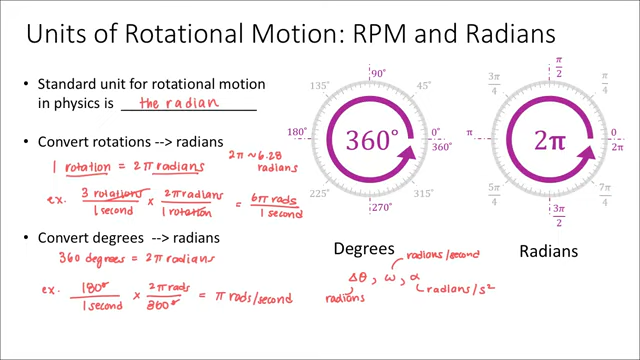 Units of Rotational Motion: RPM and Radians
• Standard unit for rotational motion
in physics is the radian
• Convert rotations --> radians
1 rotation = 2π radians
2π ~ 6.28
radians
ex. 3 rotations / 1 second × 2π radians / 1 rotation = 6π rads / 1 second
• Convert degrees --> radians
360 degrees = 2π radians
ex. 180° / 1 second × 2π rads / 360° = π rads/second
90°
135°
45°
180°
360°
0°
360°
225°
315°
270°
Degrees
π/2
3π/4
π/4
π
2π
0
2π
5π/4
7π/4
3π/2
Radians
radians/second
Δθ, ω, α
radians
radians/s²